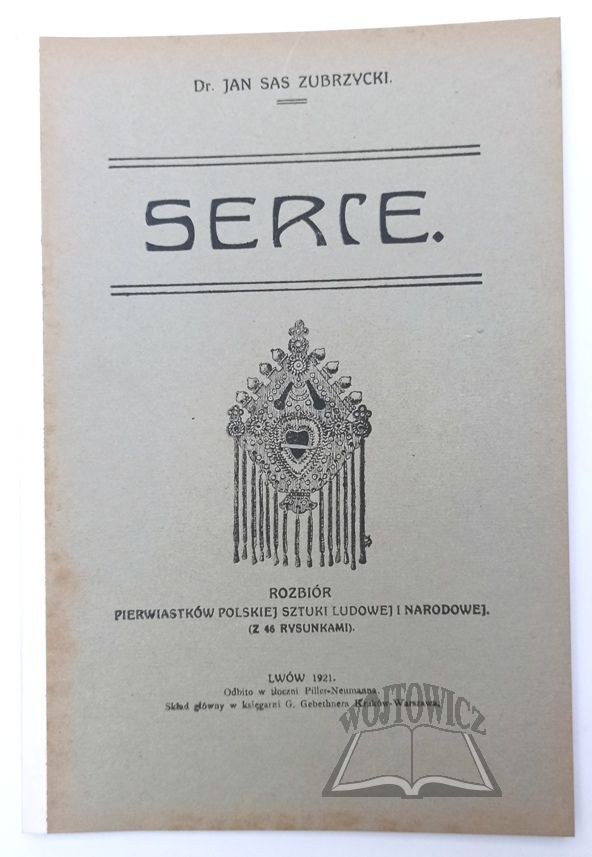 Dr. JAN SAS ZUBRZYCKI.
SERCE.
ROZBIÓR
PIERWIASTKÓW POLSKIEJ SZTUKI LUDOWEJ I NARODOWEJ.
(Z 46 RYSUNKAMI).
LWÓW 1921.
Odbito w tłoczni Piller-Neumanna.
Skład główny w księgarni G. Gebethnera Kraków-Warszawa.
WÓJTOWICZ